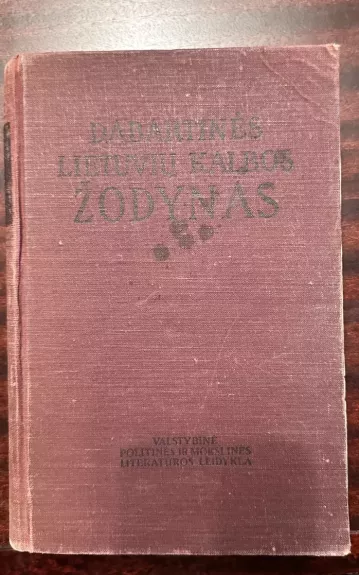 DABARTINĖS
LIETUVIŲ KALBOS
ŽODYNAS
VALSTYBINĖ
POLITINĖS IR MOKSLINĖS
LITERATŪROS LEIDYKLA